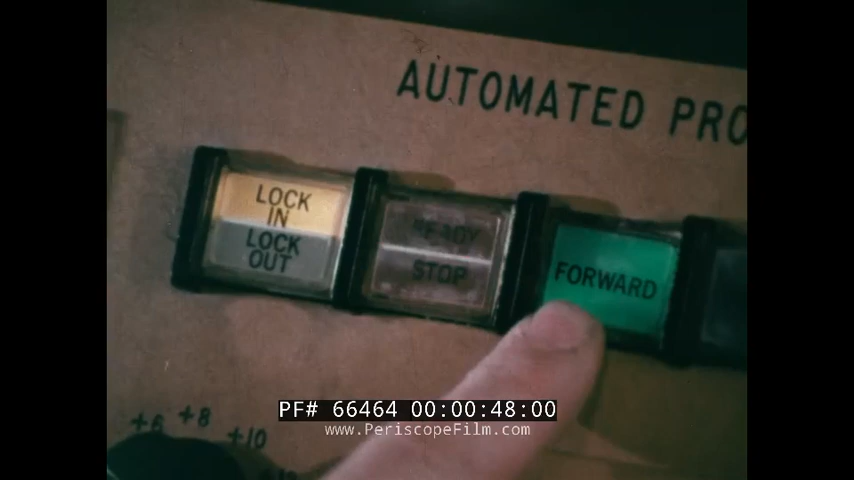 AUTOMATED PRO
LOCK
IN
LOCK
OUT
READY
STOP
FORWARD
+6 +8 +10
PF# 66464 00:00:48:00
www.PeriscopeFilm.com